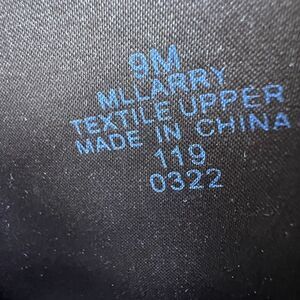 9M
MLLARRY
TEXTILE UPPER
MADE IN CHINA
119
0322